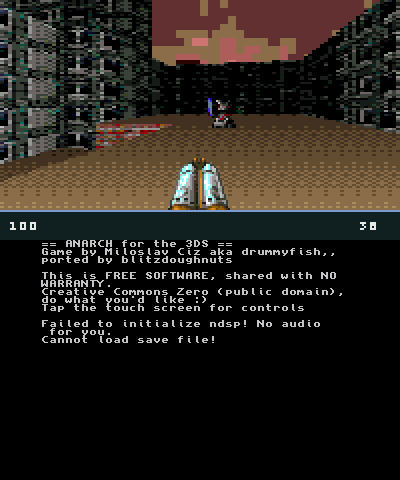 100 38
== ANARCH for the 3DS ==
Game by Miloslav Ciz aka drummyfish,,
ported by blitzdoughnuts
This is FREE SOFTWARE, shared with NO
WARRANTY.
Creative Commons Zero (public domain),
do what you'd like :)
Tap the touch screen for controls
Failed to initialize ndsp! No audio
for you.
Cannot load save file!